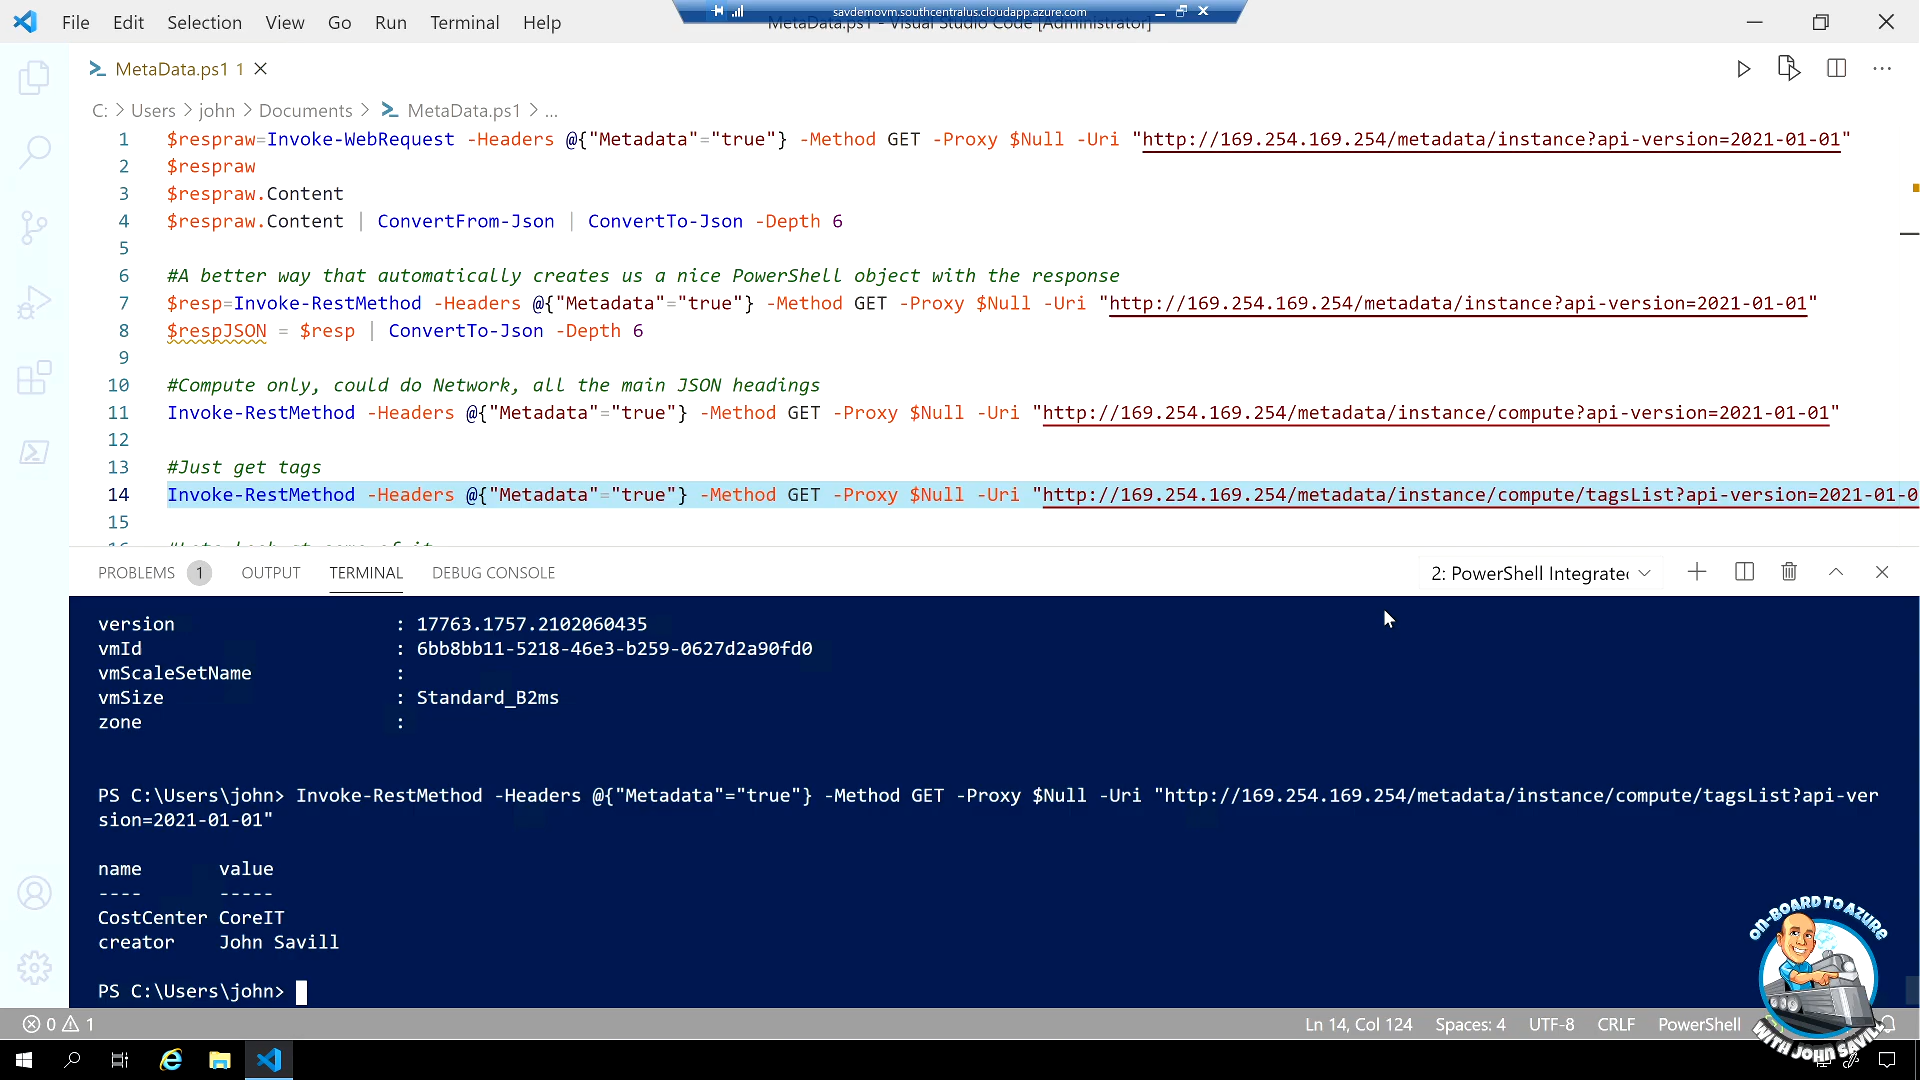 savdemovm.southcentralus.cloudapp.azure.com
File Edit Selection View Go Run Terminal Help
MetaData.ps1 - Visual Studio Code [Administrator]
MetaData.ps1 1
C: > Users > john > Documents > MetaData.ps1 > ...
1 $respraw=Invoke-WebRequest -Headers @{"Metadata"="true"} -Method GET -Proxy $Null -Uri "http://169.254.169.254/metadata/instance?api-version=2021-01-01"
2 $respraw
3 $respraw.Content
4 $respraw.Content | ConvertFrom-Json | ConvertTo-Json -Depth 6
5
6 #A better way that automatically creates us a nice PowerShell object with the response
7 $resp=Invoke-RestMethod -Headers @{"Metadata"="true"} -Method GET -Proxy $Null -Uri "http://169.254.169.254/metadata/instance?api-version=2021-01-01"
8 $respJSON = $resp | ConvertTo-Json -Depth 6
9
10 #Compute only, could do Network, all the main JSON headings
11 Invoke-RestMethod -Headers @{"Metadata"="true"} -Method GET -Proxy $Null -Uri "http://169.254.169.254/metadata/instance/compute?api-version=2021-01-01"
12
13 #Just get tags
14 Invoke-RestMethod -Headers @{"Metadata"="true"} -Method GET -Proxy $Null -Uri "http://169.254.169.254/metadata/instance/compute/tagsList?api-version=2021-01-0
15
PROBLEMS 1 OUTPUT TERMINAL DEBUG CONSOLE 2: PowerShell Integrate
version : 17763.1757.2102060435
vmId : 6bb8bb11-5218-46e3-b259-0627d2a90fd0
vmScaleSetName :
vmSize : Standard_B2ms
zone :
PS C:\Users\john> Invoke-RestMethod -Headers @{"Metadata"="true"} -Method GET -Proxy $Null -Uri "http://169.254.169.254/metadata/instance/compute/tagsList?api-ver
sion=2021-01-01"
name value
---- -----
CostCenter CoreIT
creator John Savill
PS C:\Users\john>
ON-BOARD TO AZURE
WITH JOHN SAVILL
0 1 Ln 14, Col 124 Spaces: 4 UTF-8 CRLF PowerShell